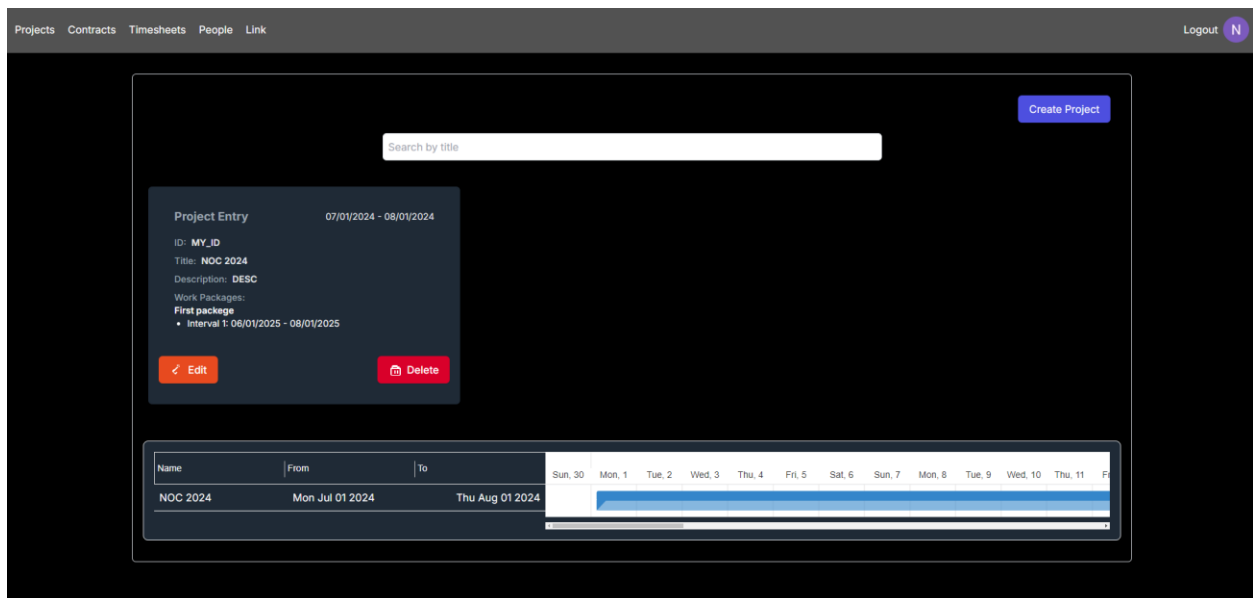 Projects Contracts Timesheets People Link Logout N
Create Project
Search by title
Project Entry 07/01/2024 - 08/01/2024
ID: MY_ID
Title: NOC 2024
Description: DESC
Work Packages:
First packege
• Interval 1: 06/01/2025 - 08/01/2025
Edit Delete
Name From To Sun, 30 Mon, 1 Tue, 2 Wed, 3 Thu, 4 Fri, 5 Sat, 6 Sun, 7 Mon, 8 Tue, 9 Wed, 10 Thu, 11
NOC 2024 Mon Jul 01 2024 Thu Aug 01 2024